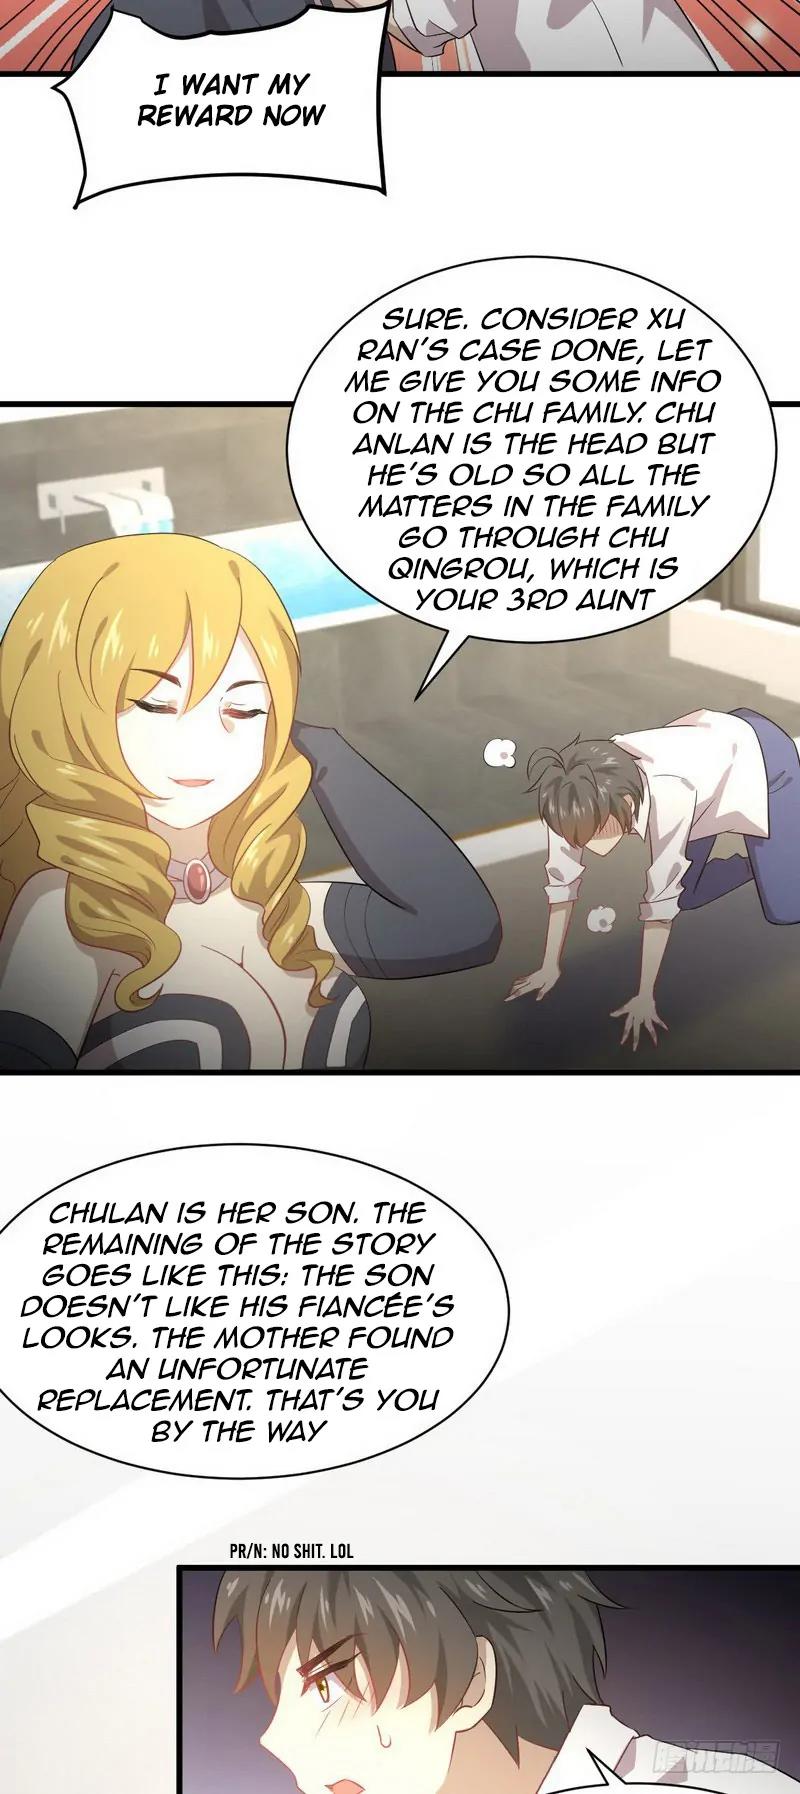 I WANT MY
REWARD NOW
SURE. CONSIDER XU
RAN'S CASE DONE, LET
ME GIVE YOU SOME INFO
ON THE CHU FAMILY. CHU
ANLAN IS THE HEAD BUT
HE'S OLD SO ALL THE
MATTERS IN THE FAMILY
GO THROUGH CHU
QINGROU, WHICH IS
YOUR 3RD AUNT
CHULAN IS HER SON. THE
REMAINING OF THE STORY
GOES LIKE THIS: THE SON
DOESN'T LIKE HIS FIANCÉE'S
LOOKS. THE MOTHER FOUND
AN UNFORTUNATE
REPLACEMENT. THAT'S YOU
BY THE WAY
PR/N: NO SHIT. LOL
腾讯动漫